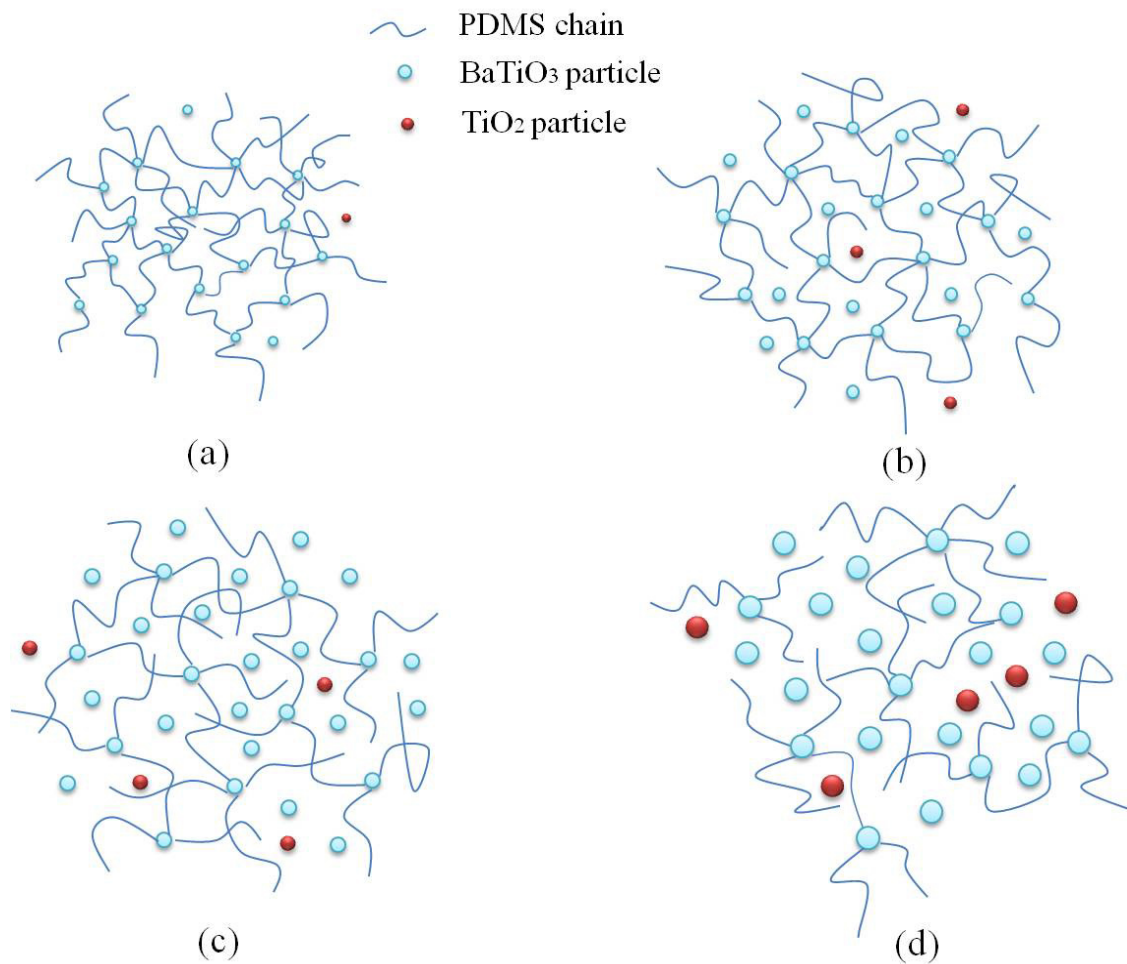 PDMS chain
BaTiO₃ particle
TiO₂ particle
(a)
(b)
(c)
(d)